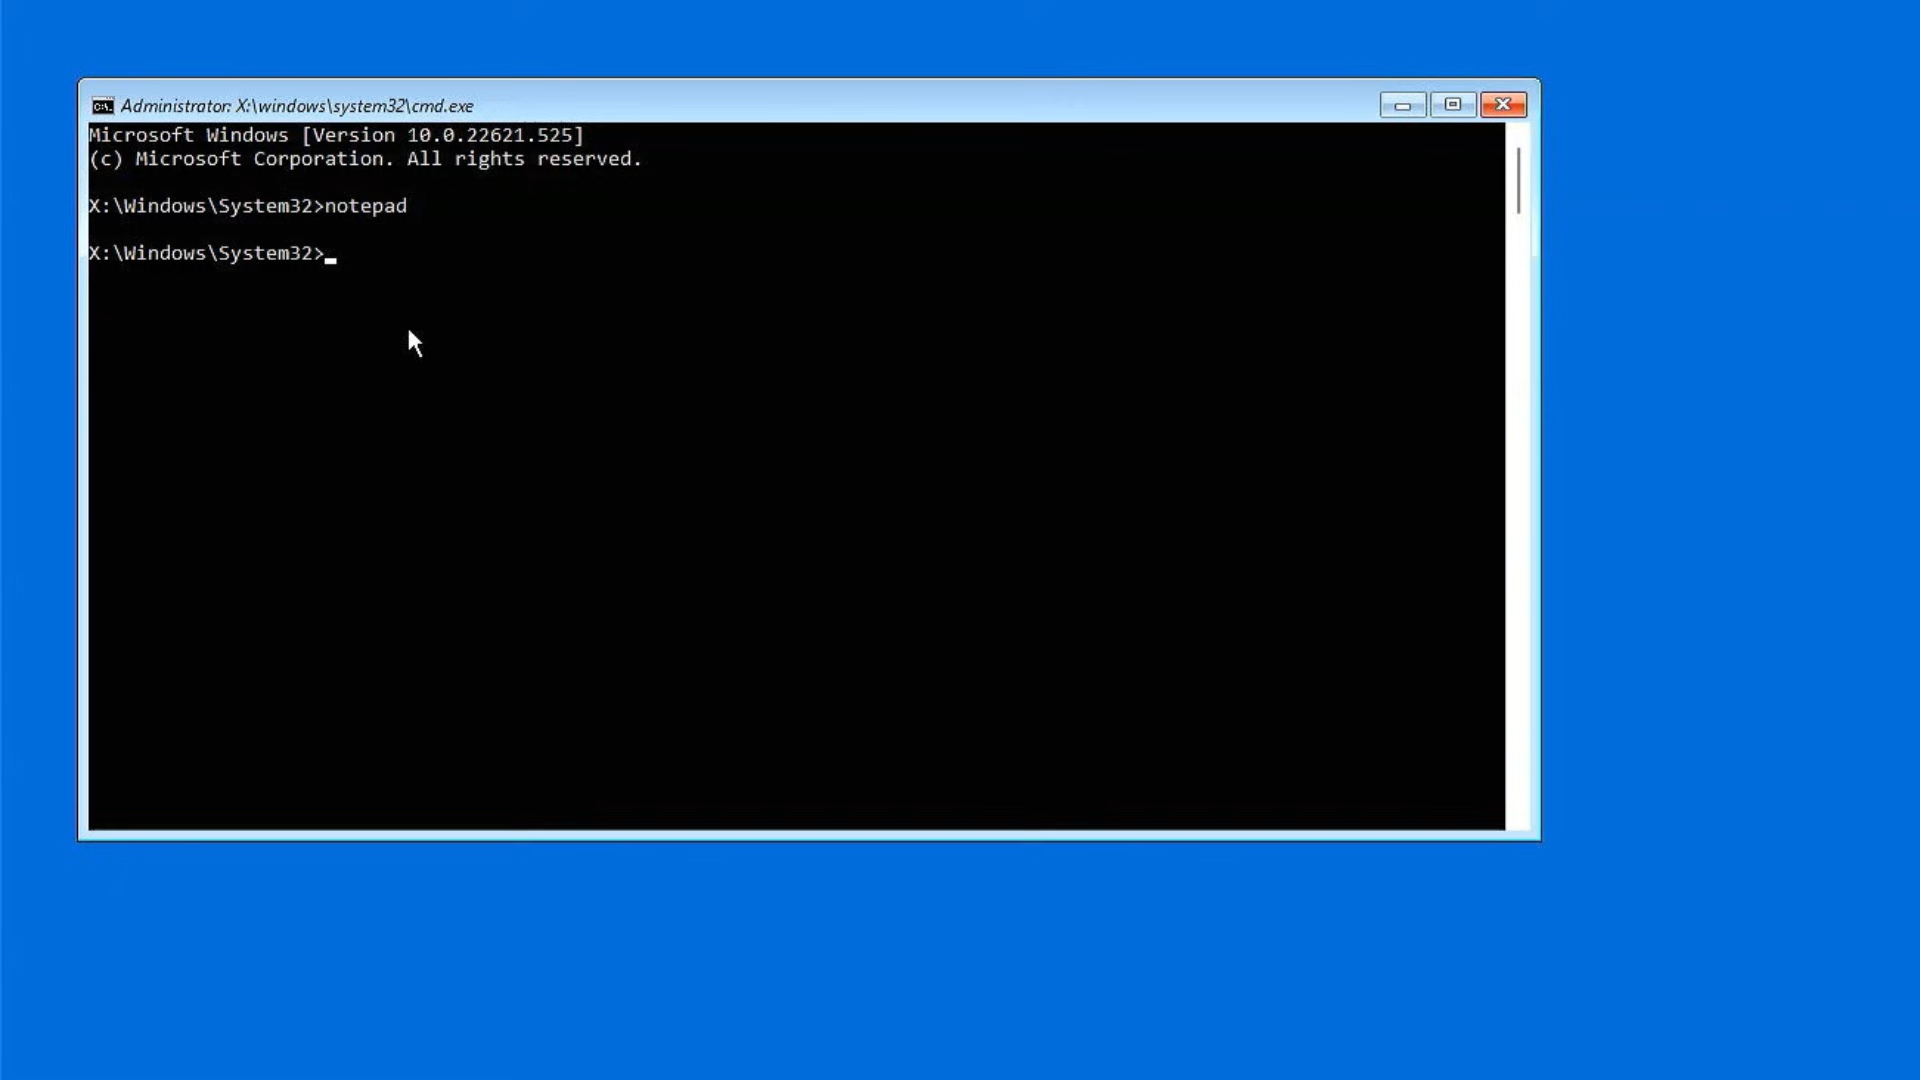 Administrator: X:\windows\system32\cmd.exe
Microsoft Windows [Version 10.0.22621.525]
(c) Microsoft Corporation. All rights reserved.
X:\Windows\System32>notepad
X:\Windows\System32>